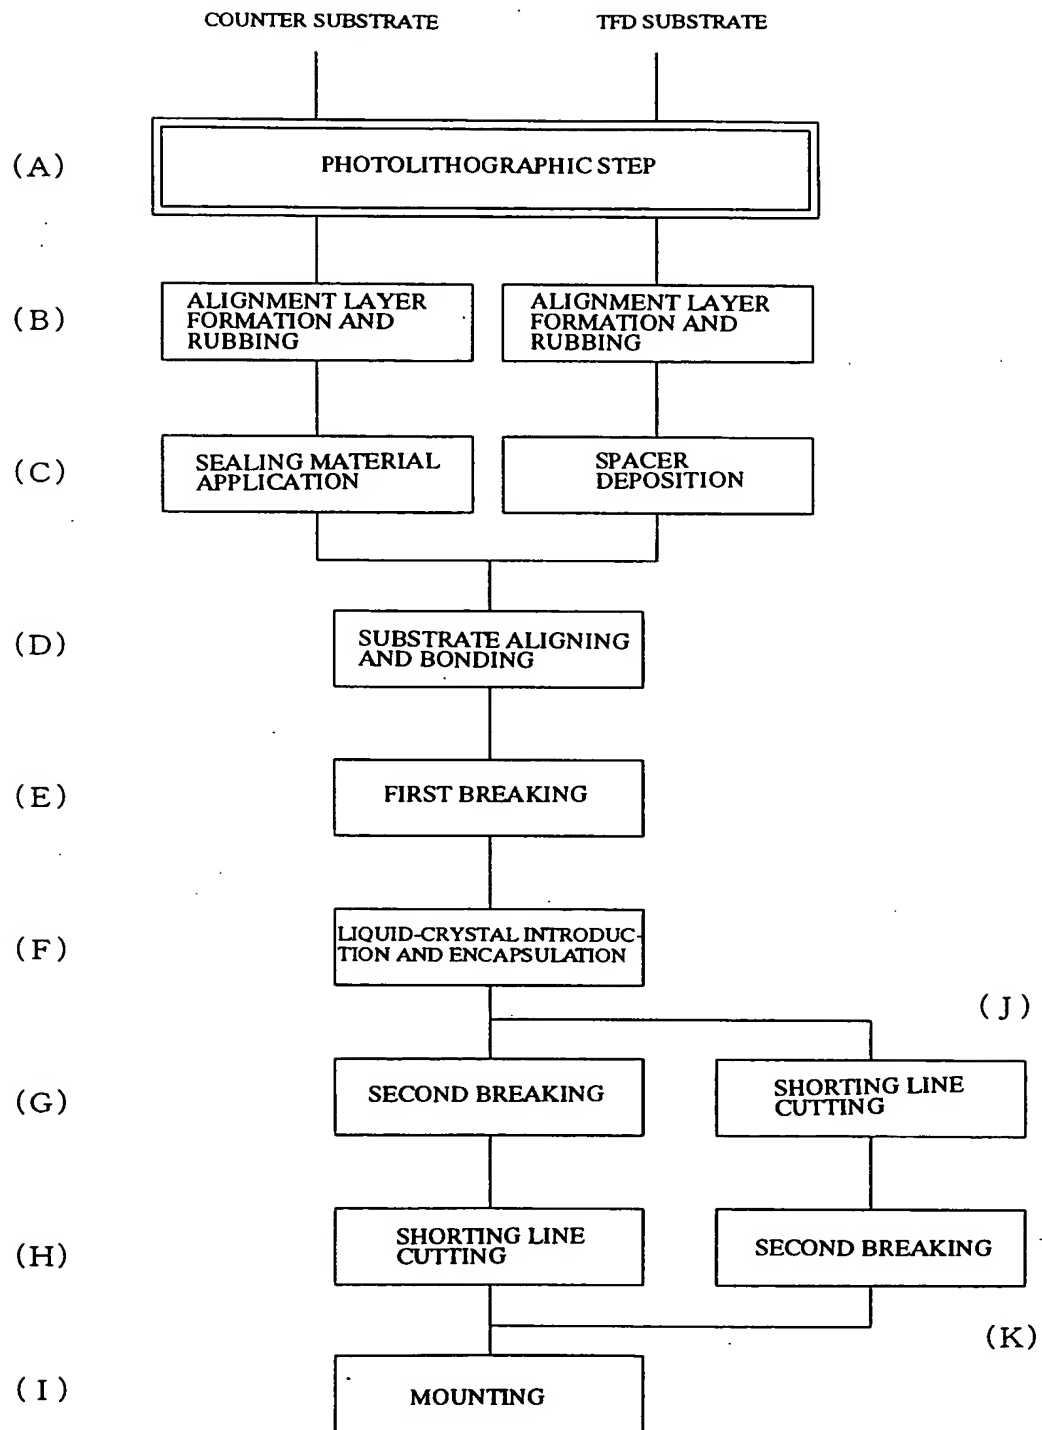 COUNTER SUBSTRATE
TFD SUBSTRATE
(A)
PHOTOLITHOGRAPHIC STEP
(B)
ALIGNMENT LAYER
FORMATION AND
RUBBING
ALIGNMENT LAYER
FORMATION AND
RUBBING
(C)
SEALING MATERIAL
APPLICATION
SPACER
DEPOSITION
(D)
SUBSTRATE ALIGNING
AND BONDING
(E)
FIRST BREAKING
(F)
LIQUID-CRYSTAL INTRODUC-
TION AND ENCAPSULATION
(J)
(G)
SECOND BREAKING
SHORTING LINE
CUTTING
(H)
SHORTING LINE
CUTTING
SECOND BREAKING
(K)
(I)
MOUNTING